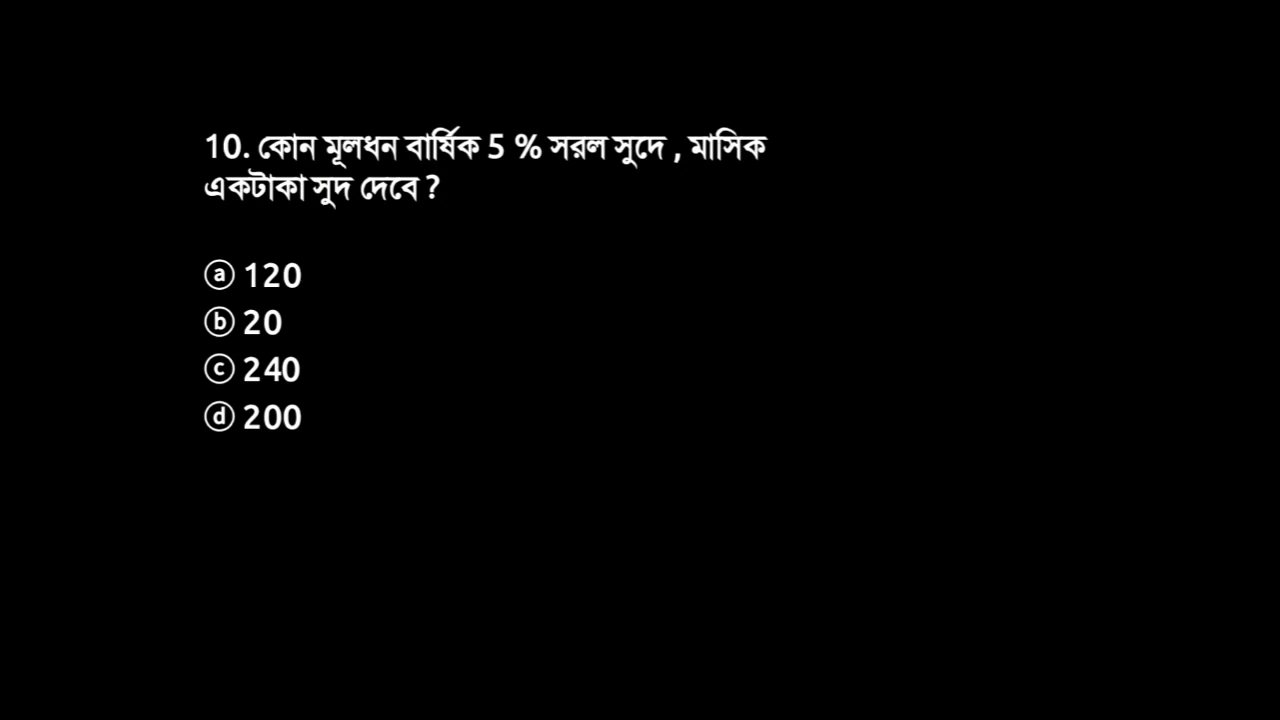 10. কোন মূলধন বার্ষিক 5 % সরল সুদে , মাসিক
একটাকা সুদ দেবে ?
ⓐ 120
ⓑ 20
ⓒ 240
ⓓ 200